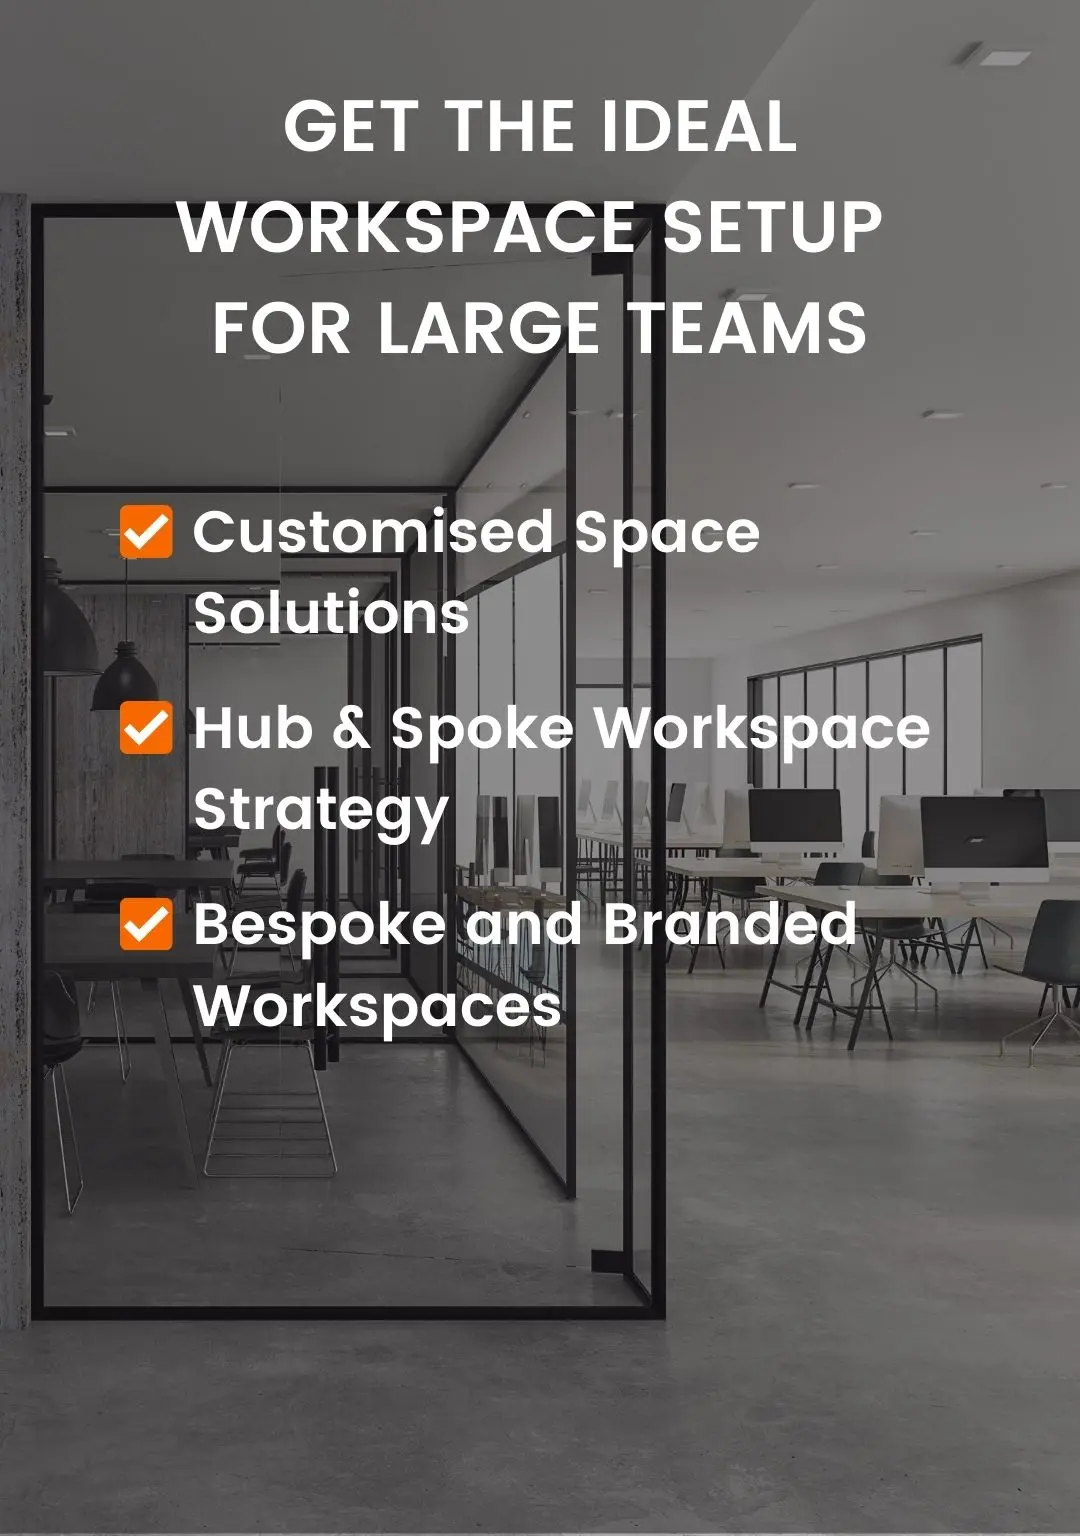 GET THE IDEAL
WORKSPACE SETUP
FOR LARGE TEAMS
Customised Space
Solutions
Hub & Spoke Workspace
Strategy
Bespoke and Branded
Workspaces